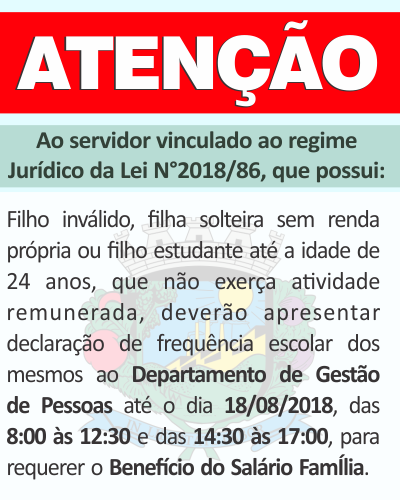 ATENÇÃO
Ao servidor vinculado ao regime
Jurídico da Lei N°2018/86, que possui:
Filho inválido, filha solteira sem renda
própria ou filho estudante até a idade de
24 anos, que não exerça atividade
remunerada, deverão apresentar
declaração de frequência escolar dos
mesmos ao Departamento de Gestão
de Pessoas até o dia 18/08/2018, das
8:00 às 12:30 e das 14:30 às 17:00, para
requerer o Benefício do Salário FamÍlia.